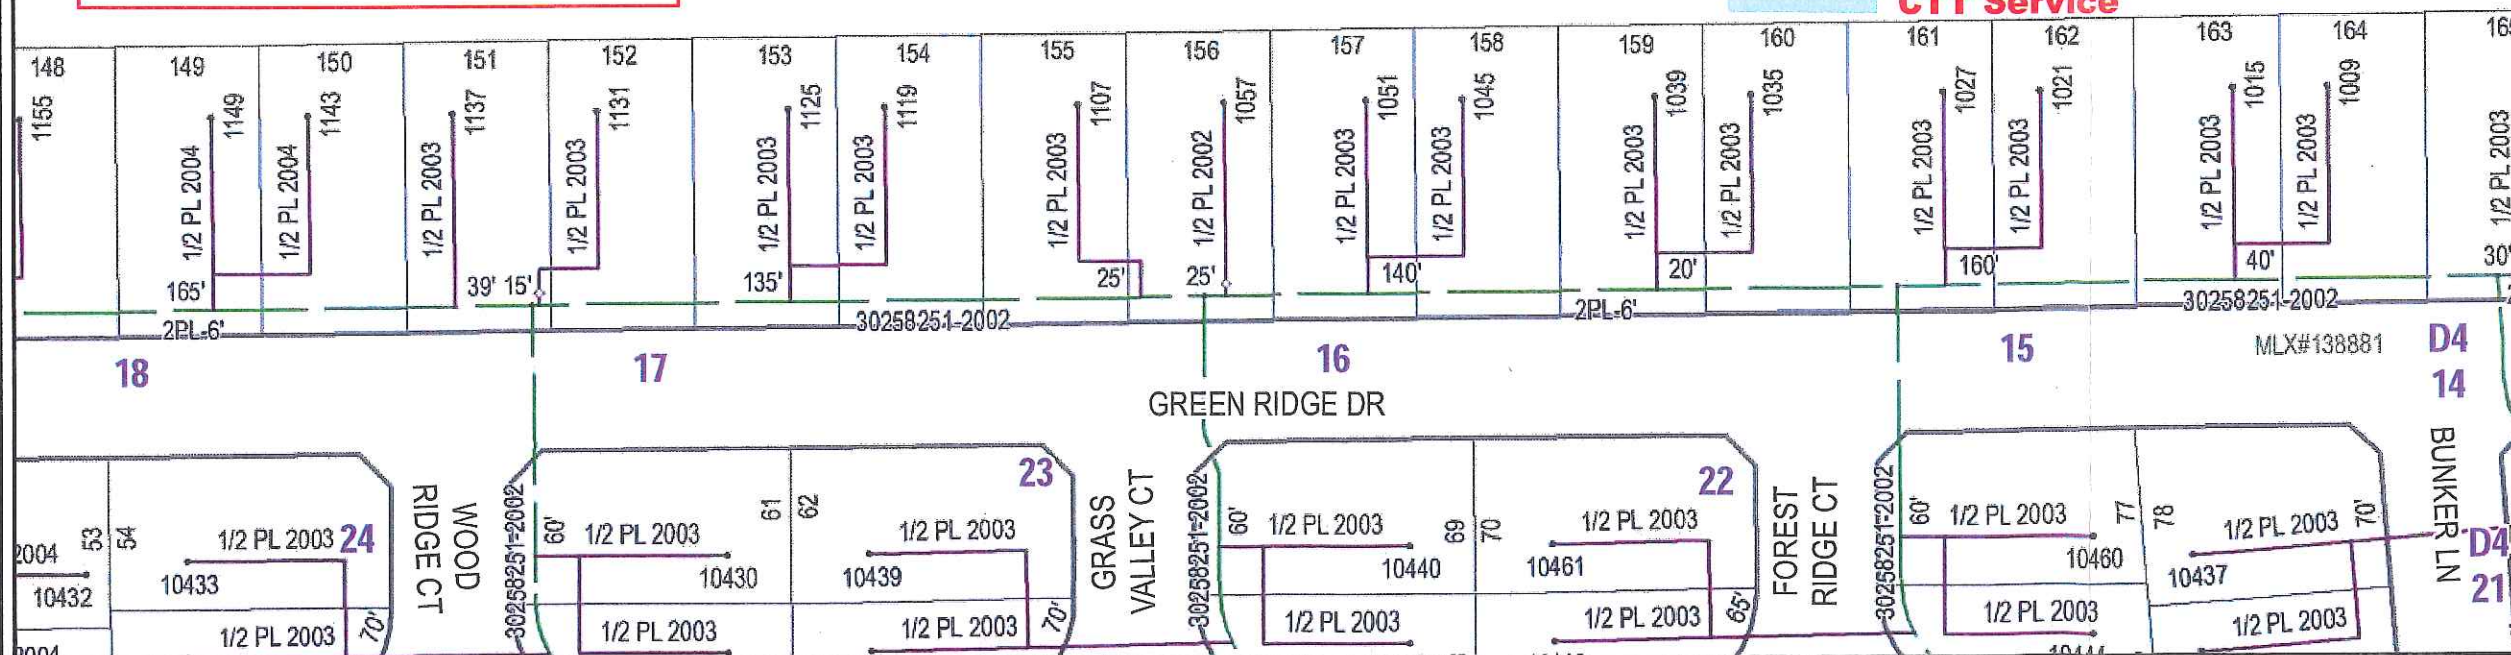 CTT Service
148 149 150 151 152 153 154 155 156 157 158 159 160 161 162 163 164
1155 1149 1143 1137 1131 1125 1119 1107 1057 1051 1045 1039 1035 1027 1021 1015 1009
1/2 PL 2004 1/2 PL 2004 1/2 PL 2003 1/2 PL 2003 1/2 PL 2003 1/2 PL 2003 1/2 PL 2003 1/2 PL 2002 1/2 PL 2003 1/2 PL 2003 1/2 PL 2003 1/2 PL 2003 1/2 PL 2003 1/2 PL 2003 1/2 PL 2003 1/2 PL 2003 1/2 PL 2003
165' 39' 15' 135' 25' 25' 140' 20' 160' 40' 30'
2PL-6' 30258251-2002 2PL-6' 30258251-2002
18 17 16 15 MLX#138881 D4
14
GREEN RIDGE DR
53 54 1/2 PL 2003 24
2004
10432 10433
1/2 PL 2003 70'
2004
WOOD
RIDGE CT
30258251-2002
60' 1/2 PL 2003 61 62 1/2 PL 2003 23
10430 10439
1/2 PL 2003 1/2 PL 2003 70'
GRASS
VALLEY CT
30258251-2002
60' 1/2 PL 2003 69 70 1/2 PL 2003 22
10440 10461
1/2 PL 2003 1/2 PL 2003 65'
FOREST
RIDGE CT
30258251-2002
60' 1/2 PL 2003 77 78 1/2 PL 2003 70'
10460 10437
1/2 PL 2003 1/2 PL 2003
10444
BUNKER LN
D4
21